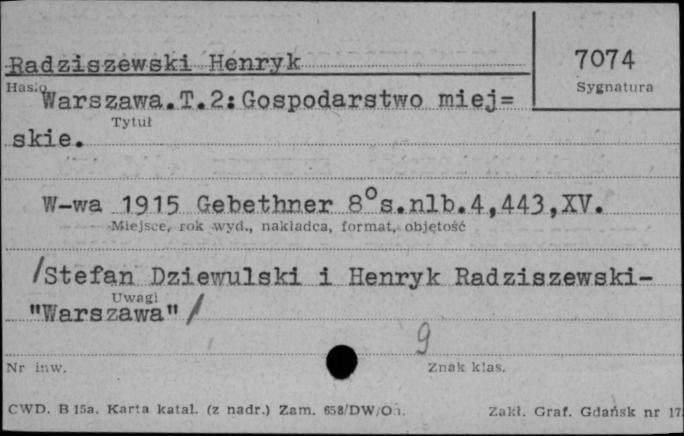 Radziszewski Henryk
7074
Hasło
Sygnatura
Warszawa.T.2:Gospodarstwo miej=
Tytuł
skie.
W-wa 1915 Gebethner 8° s.nlb.4,443,XV.
Miejsce, rok wyd., nakładca, format, objętość
/Stefan Dziewulski i Henryk Radziszewski-
Uwagi
"Warszawa"/
9
Nr inw.
Znak klas.
CWD. B 15a. Karta katal. (z nadr.) Zam. 658/DW/
Zakł. Graf. Gdańsk nr 17